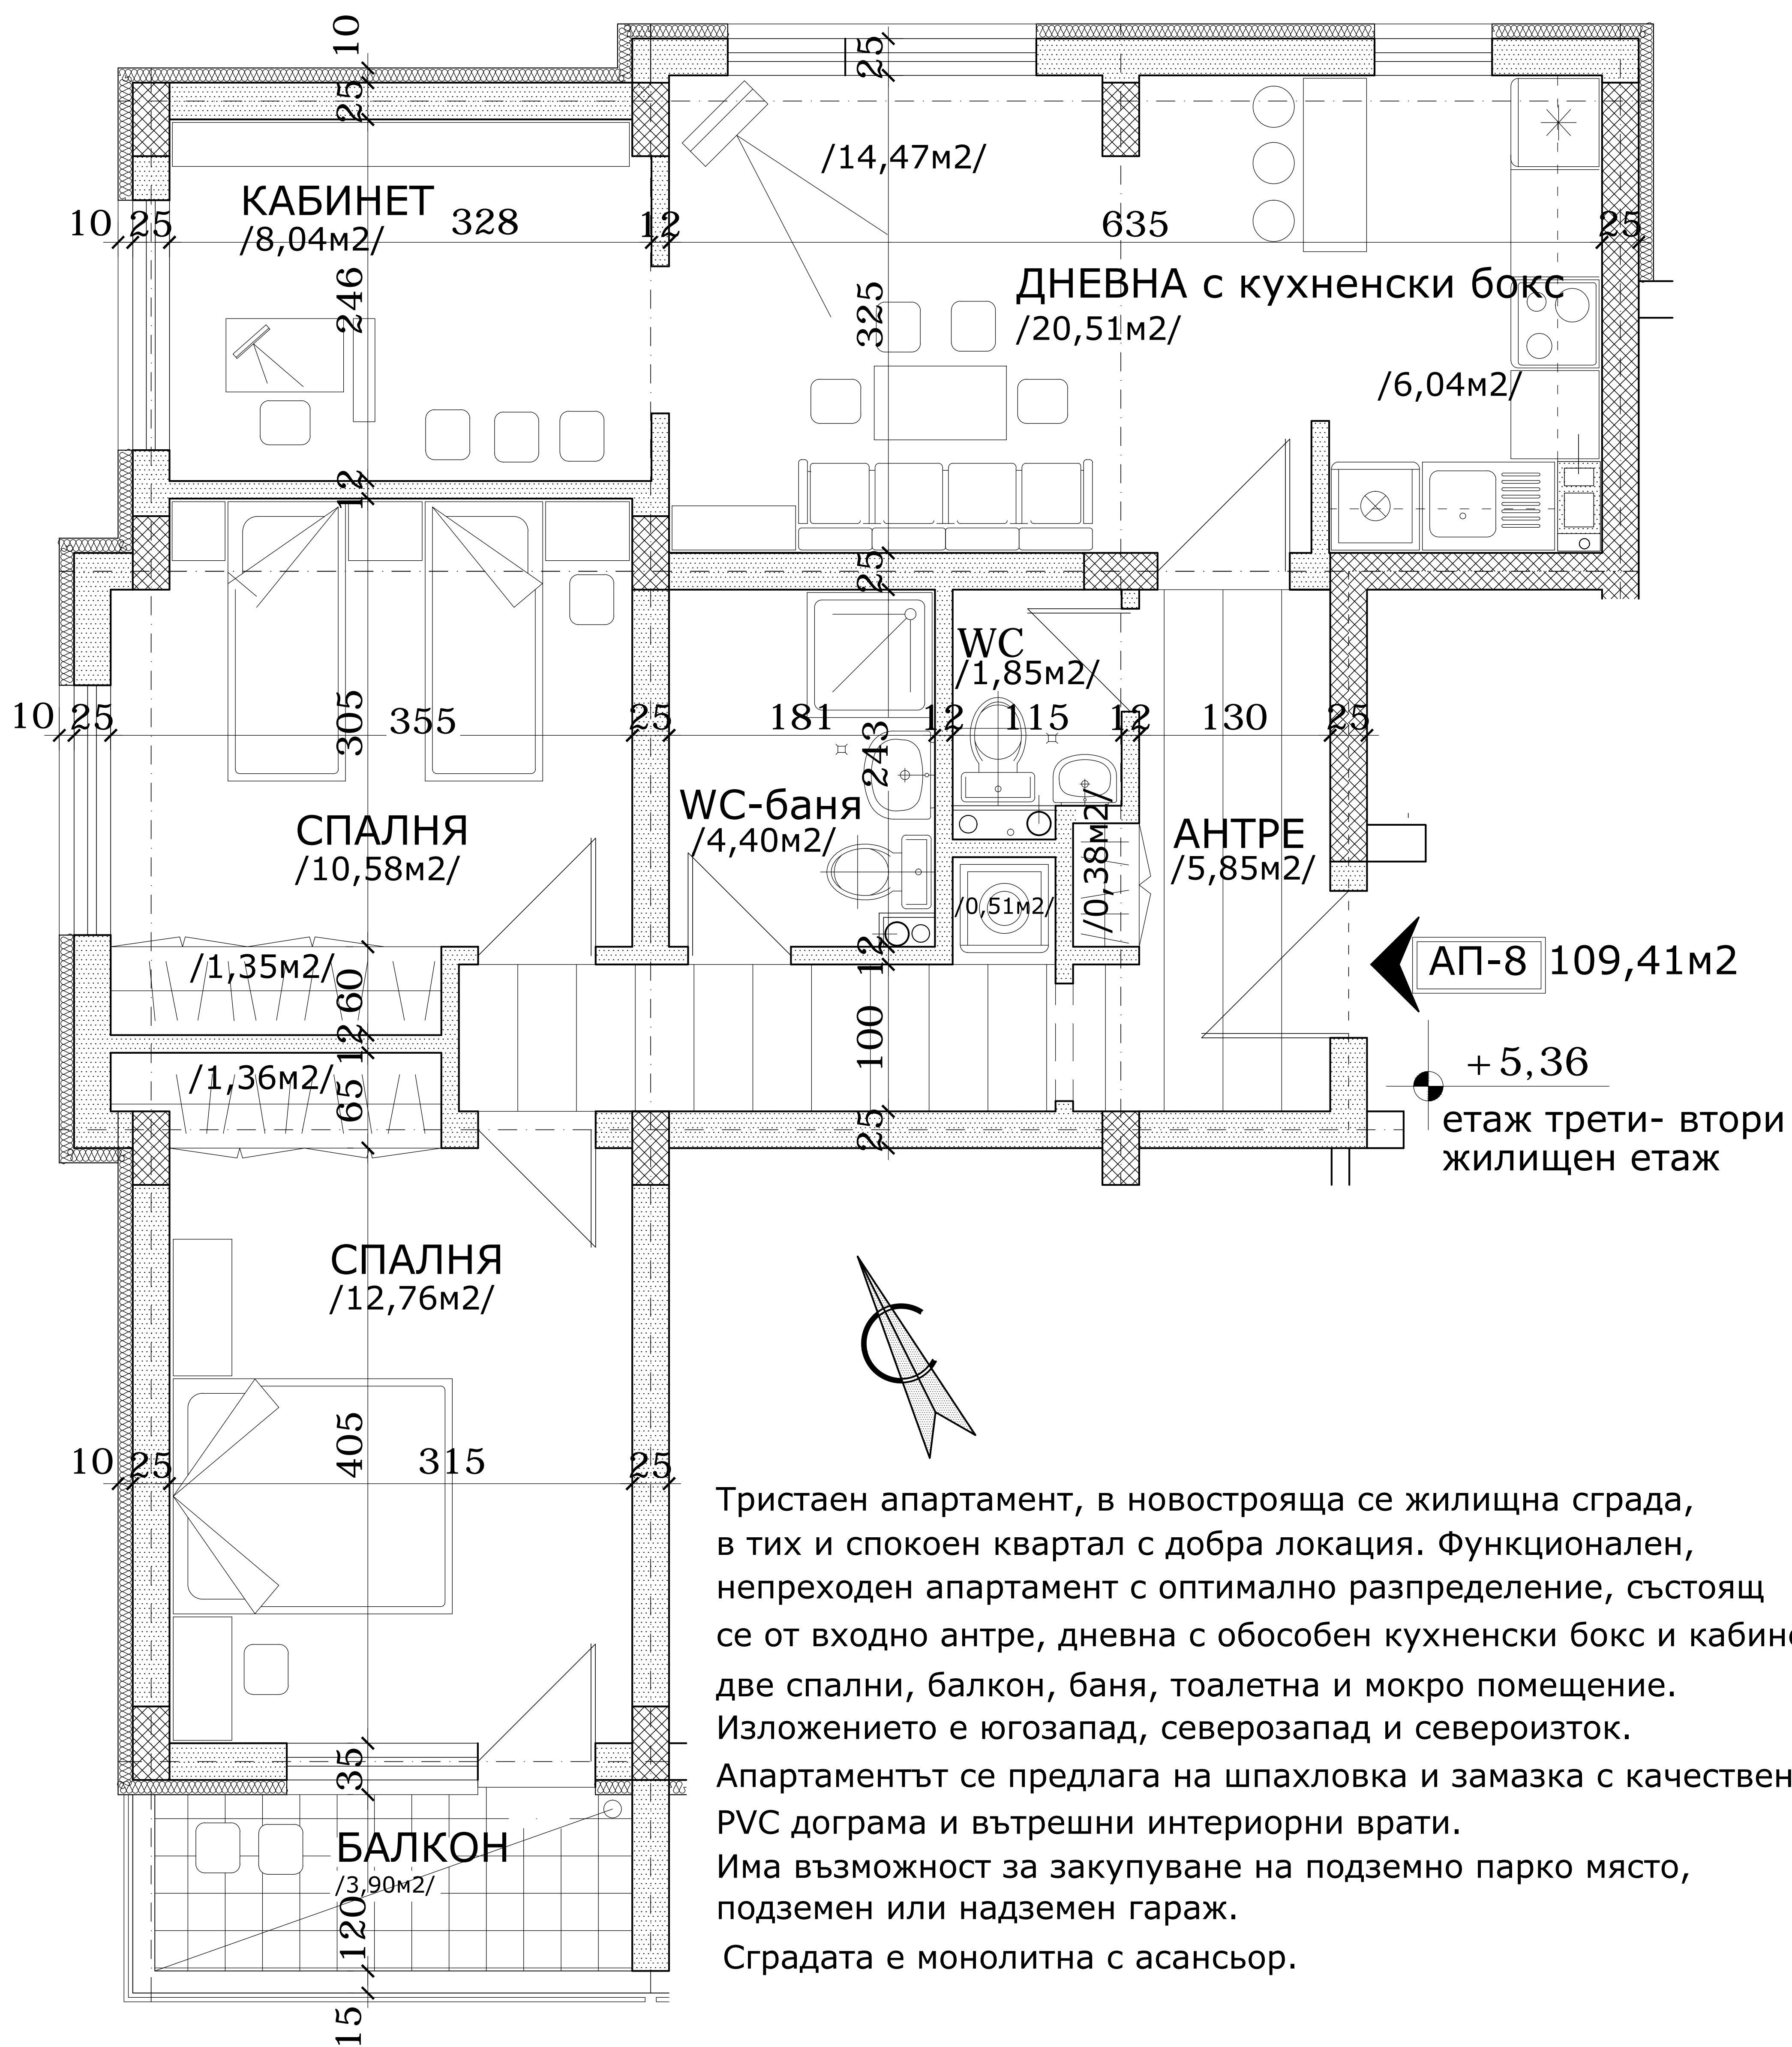 10
25
25
/14,47м2/
КАБИНЕТ
/8,04м2/
10 25 328 12 635 25
246
325
ДНЕВНА с кухненски бокс
/20,51м2/
/6,04м2/
12
25
WC
/1,85м2/
10 25 305 355 25 181 243 12 115 12 130 25
WC-баня
/4,40м2/
СПАЛНЯ
/10,58м2/
/0,38м2/
АНТРЕ
/5,85м2/
/0,51м2/
АП-8 109,41м2
/1,35м2/
60
12
12
100
/1,36м2/
65
25
+5,36
етаж трети- втори
жилищен етаж
СПАЛНЯ
/12,76м2/
С
10 25 405 315 25
Тристаен апартамент, в новострояща се жилищна сграда,
в тих и спокоен квартал с добра локация. Функционален,
непреходен апартамент с оптимално разпределение, състоящ
се от входно антре, дневна с обособен кухненски бокс и
две спални, балкон, баня, тоалетна и мокро помещение.
Изложението е югозапад, северозапад и североизток.
Апартаментът се предлага на шпахловка и замазка с
PVC дограма и вътрешни интериорни врати.
Има възможност за закупуване на подземно парко място,
подземен или надземен гараж.
Сградата е монолитна с асансьор.
35
БАЛКОН
/3,90м2/
120
15